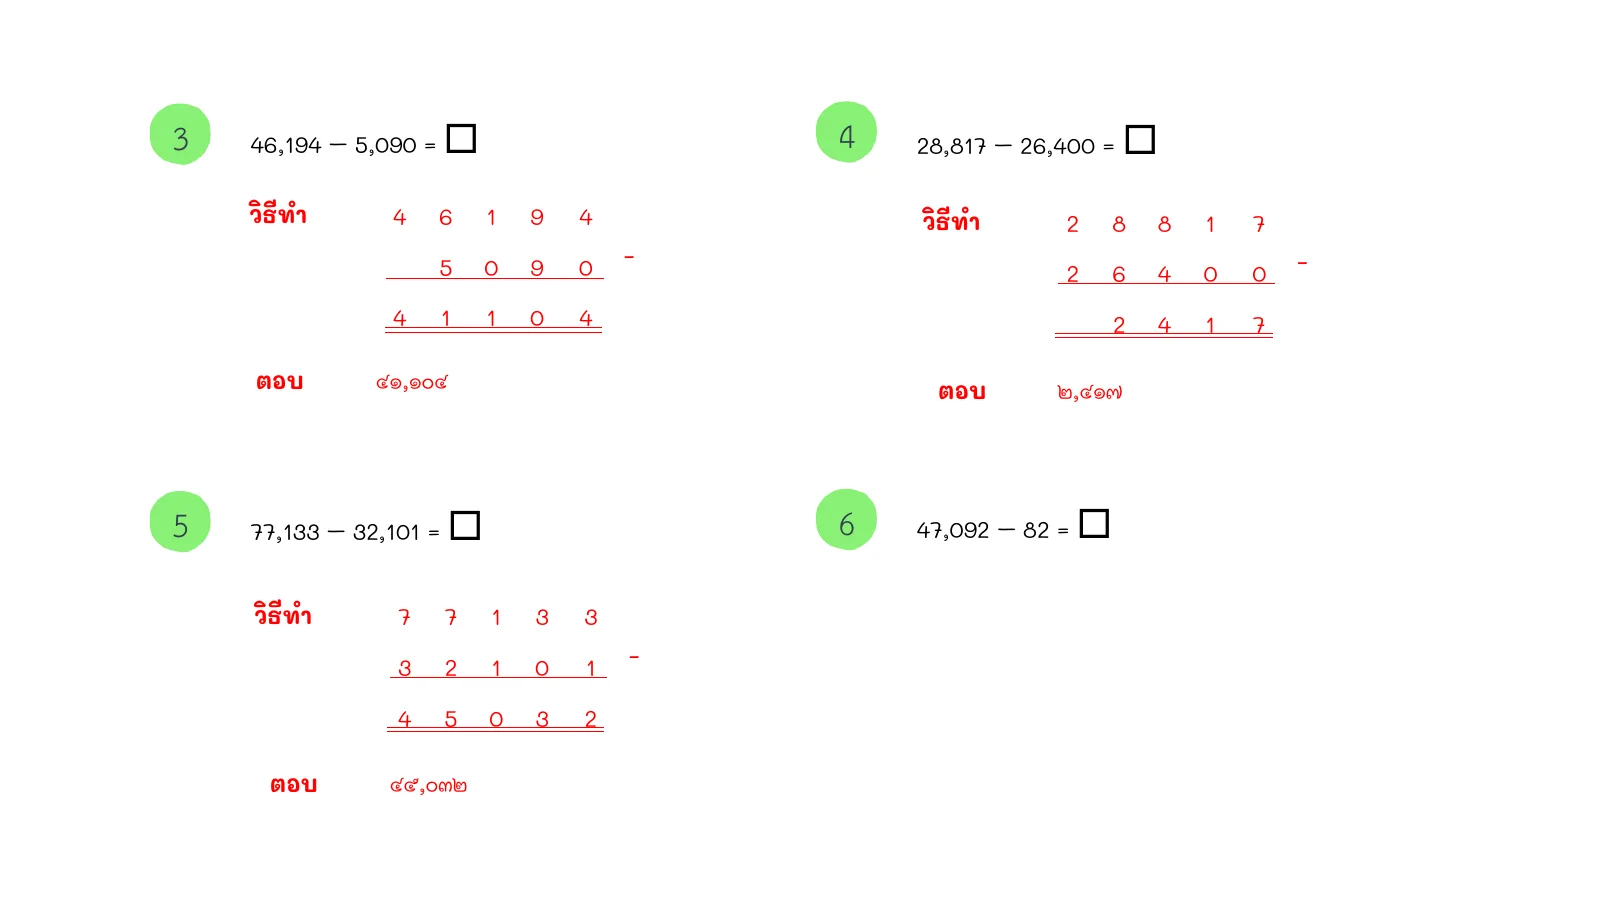 3
46,194 – 5,090 = □
วิธีทำ 4 6 1 9 4
-
5 0 9 0
4 1 1 0 4
ตอบ ๔๑,๑๐๔
4
28,817 – 26,400 = □
วิธีทำ 2 8 8 1 7
-
2 6 4 0 0
2 4 1 7
ตอบ ๒,๔๑๗
5
77,133 – 32,101 = □
วิธีทำ 7 7 1 3 3
-
3 2 1 0 1
4 5 0 3 2
ตอบ ๔๕,๐๓๒
6
47,092 – 82 = □